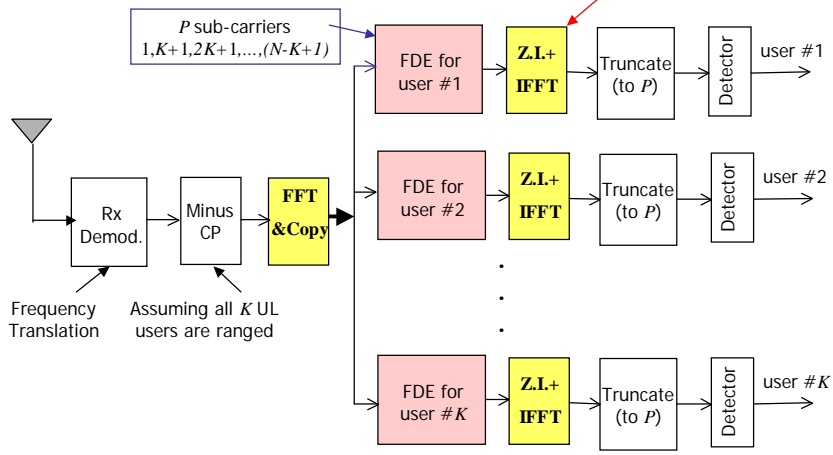 P sub-carriers
1,K+1,2K+1,...,(N-K+1)
FDE for
user #1
Z.I.+
IFFT
Truncate
(to P)
Detector
user #1
Rx
Demod.
Minus
CP
FFT
&Copy
FDE for
user #2
Z.I.+
IFFT
Truncate
(to P)
Detector
user #2
Frequency
Translation
Assuming all K UL
users are ranged
.
.
.
FDE for
user #K
Z.I.+
IFFT
Truncate
(to P)
Detector
user #K